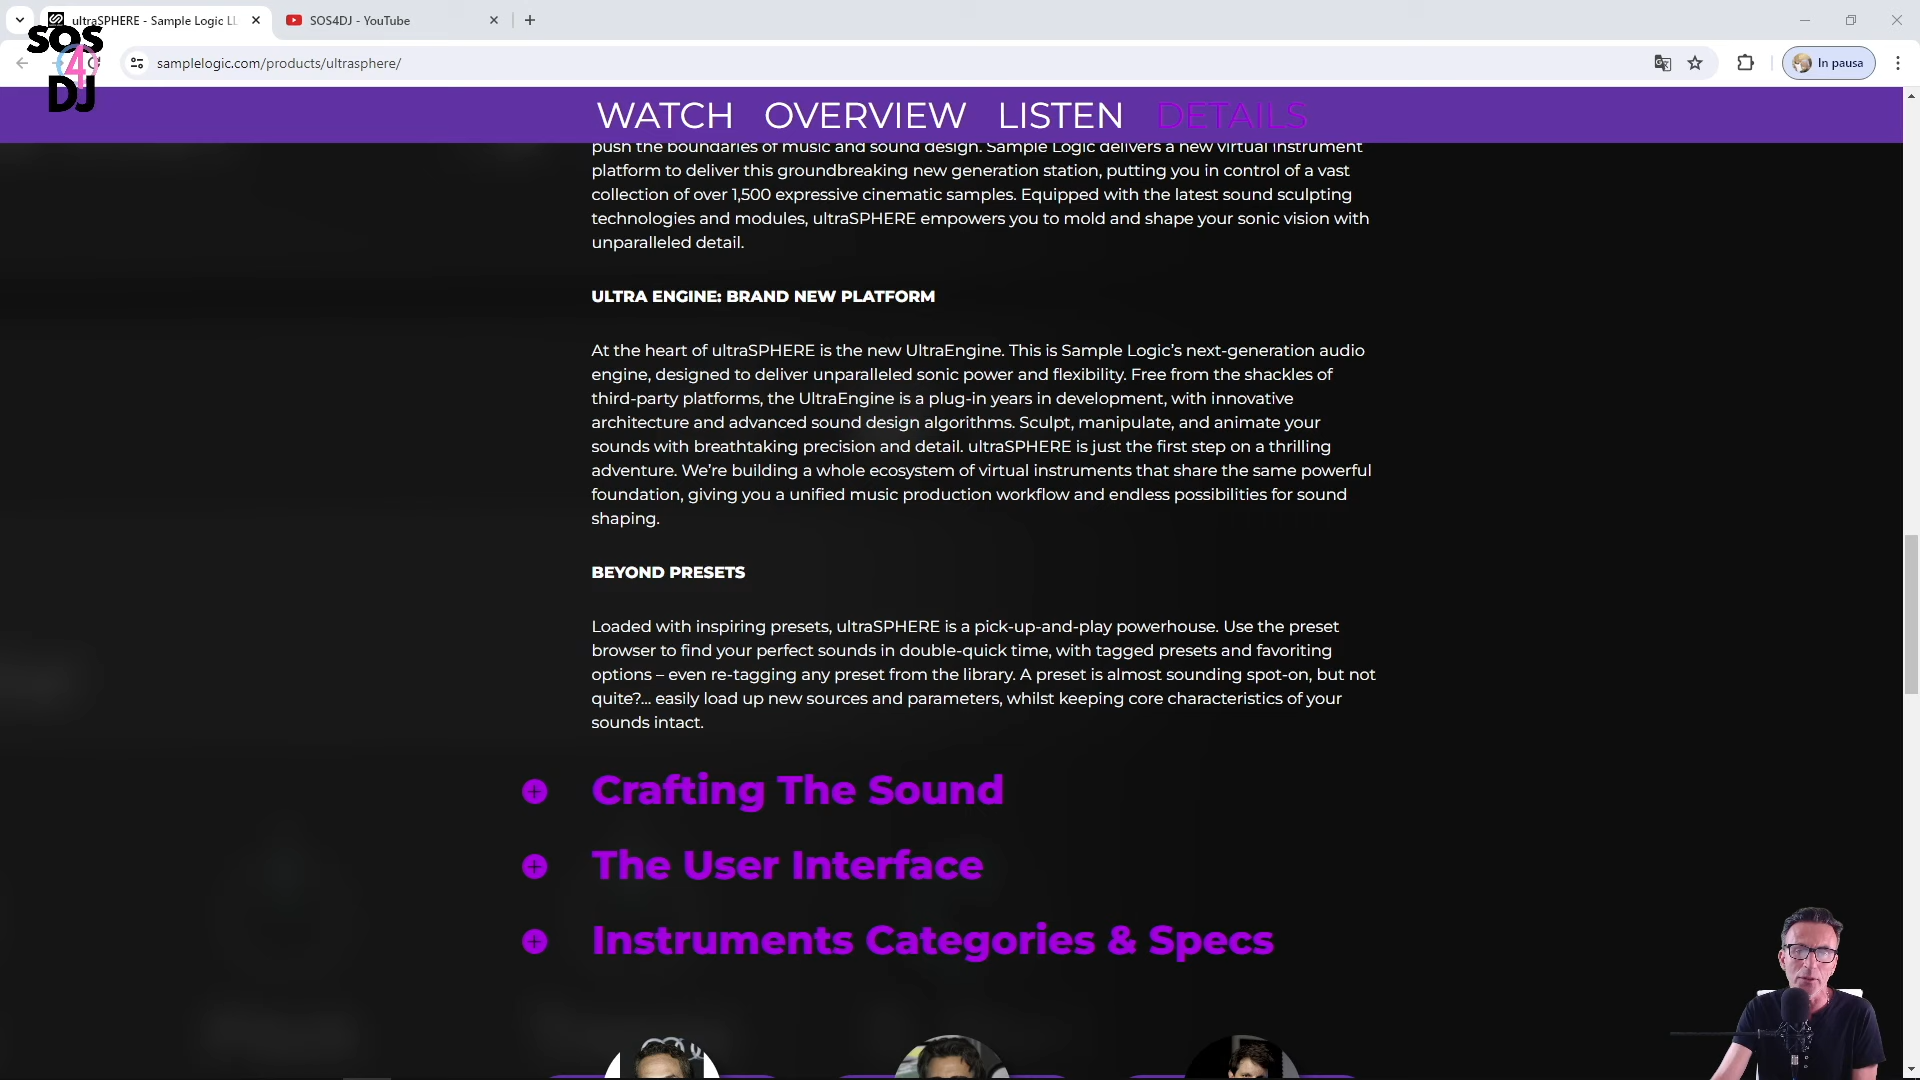 ultraSPHERE - Sample Logic LL
SOS4DJ - YouTube
SOS
4
DJ
samplelogic.com/products/ultrasphere/
In pausa
WATCH OVERVIEW LISTEN DETAILS
push the boundaries of music and sound design. Sample Logic delivers a new virtual instrument
platform to deliver this groundbreaking new generation station, putting you in control of a vast
collection of over 1,500 expressive cinematic samples. Equipped with the latest sound sculpting
technologies and modules, ultraSPHERE empowers you to mold and shape your sonic vision with
unparalleled detail.
ULTRA ENGINE: BRAND NEW PLATFORM
At the heart of ultraSPHERE is the new UltraEngine. This is Sample Logic’s next-generation audio
engine, designed to deliver unparalleled sonic power and flexibility. Free from the shackles of
third-party platforms, the UltraEngine is a plug-in years in development, with innovative
architecture and advanced sound design algorithms. Sculpt, manipulate, and animate your
sounds with breathtaking precision and detail. ultraSPHERE is just the first step on a thrilling
adventure. We’re building a whole ecosystem of virtual instruments that share the same powerful
foundation, giving you a unified music production workflow and endless possibilities for sound
shaping.
BEYOND PRESETS
Loaded with inspiring presets, ultraSPHERE is a pick-up-and-play powerhouse. Use the preset
browser to find your perfect sounds in double-quick time, with tagged presets and favoriting
options – even re-tagging any preset from the library. A preset is almost sounding spot-on, but not
quite?... easily load up new sources and parameters, whilst keeping core characteristics of your
sounds intact.
Crafting The Sound
The User Interface
Instruments Categories & Specs